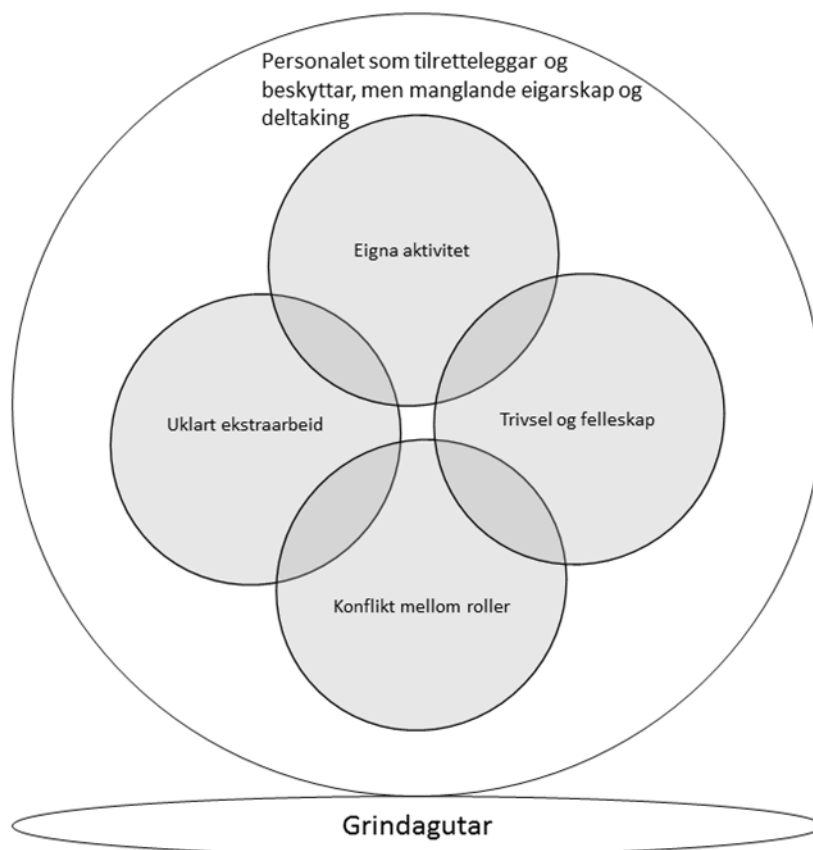 Personalet som tilretteleggar og
beskyttar, men manglande eigarskap og
deltaking
Eigna aktivitet
Uklart ekstraarbeid
Trivsel og felleskap
Konflikt mellom roller
Grindagutar